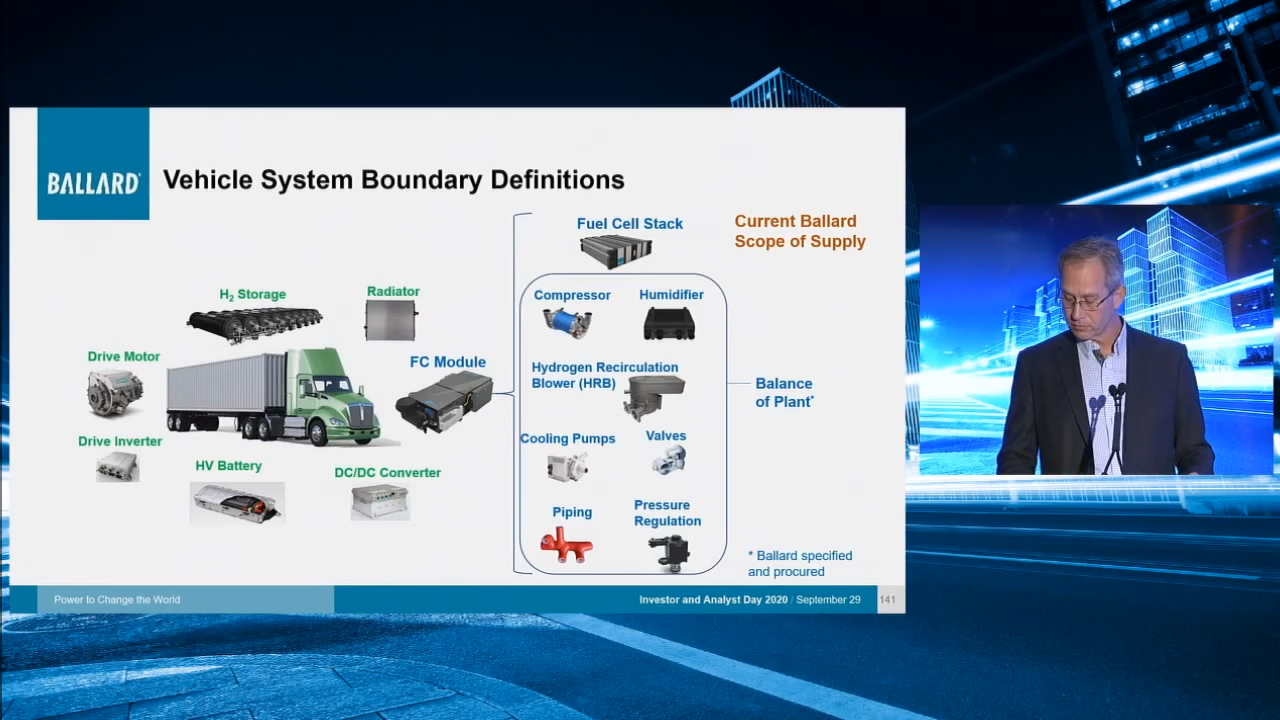 BALLARD
Vehicle System Boundary Definitions
Fuel Cell Stack
Current Ballard
Scope of Supply
H2 Storage
Radiator
Compressor
Humidifier
Drive Motor
FC Module
Hydrogen Recirculation
Blower (HRB)
Balance
of Plant*
Drive Inverter
Cooling Pumps
Valves
HV Battery
DC/DC Converter
Piping
Pressure
Regulation
* Ballard specified
and procured
Power to Change the World
Investor and Analyst Day 2020 / September 29
141